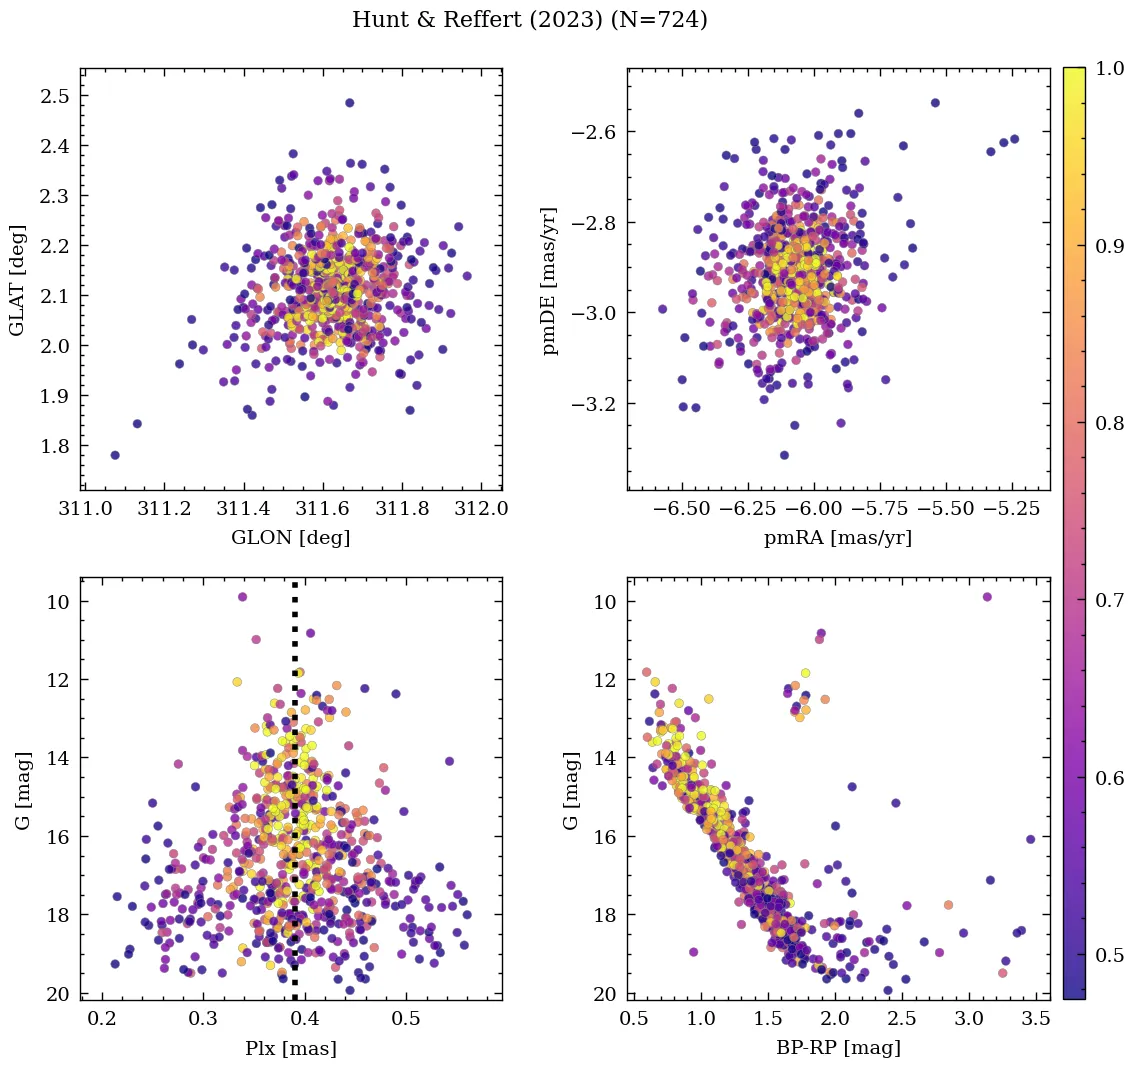 Hunt & Reffert (2023) (N=724)
2.5
2.4
2.3
2.2
2.1
2.0
1.9
1.8
GLAT [deg]
311.0 311.2 311.4 311.6 311.8 312.0
GLON [deg]
−2.6
−2.8
−3.0
−3.2
pmDE [mas/yr]
−6.50 −6.25 −6.00 −5.75 −5.50 −5.25
pmRA [mas/yr]
1.0
0.9
0.8
0.7
0.6
0.5
10
12
14
16
18
20
G [mag]
0.2 0.3 0.4 0.5
Plx [mas]
10
12
14
16
18
20
G [mag]
0.5 1.0 1.5 2.0 2.5 3.0 3.5
BP-RP [mag]